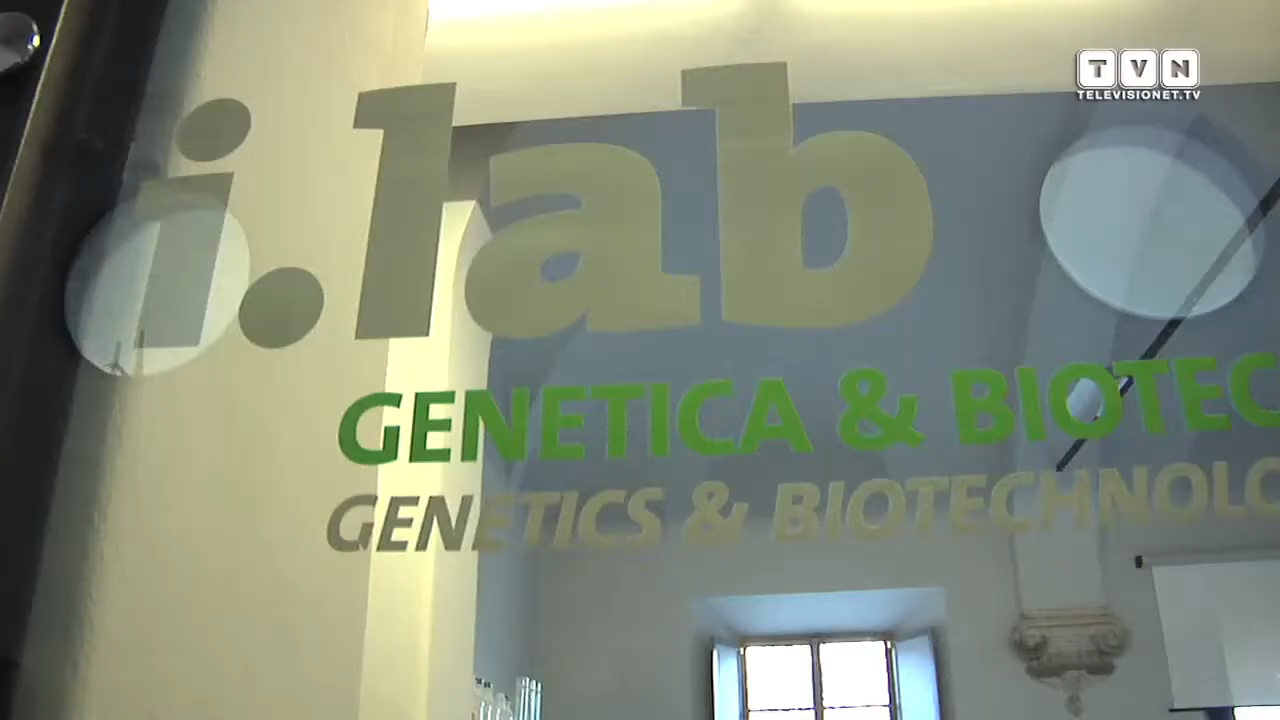 TVN
TELEVISIONET.TV
i.lab
GENETICA & BIOTEC
GENETICS & BIOTECHNOLO